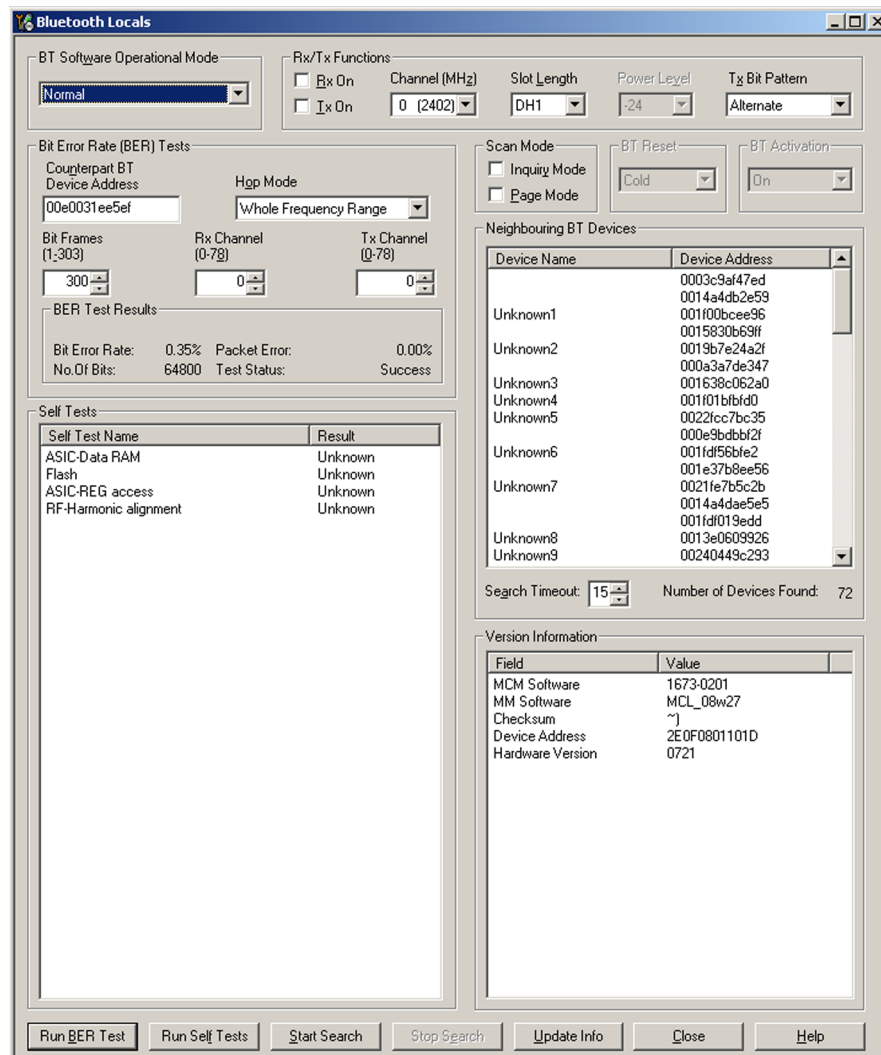 Bluetooth Locals
BT Software Operational Mode
Normal
Rx/Tx Functions
Rx On
Tx On
Channel (MHz)
0 (2402)
Slot Length
DH1
Power Level
-24
Tx Bit Pattern
Alternate
Bit Error Rate (BER) Tests
Counterpart BT
Device Address
00e0031ee5ef
Hop Mode
Whole Frequency Range
Bit Frames
(1-303)
300
Rx Channel
(0-78)
0
Tx Channel
(0-78)
0
BER Test Results
Bit Error Rate: 0.35% Packet Error: 0.00%
No.Of Bits: 64800 Test Status: Success
Scan Mode
Inquiry Mode
Page Mode
BT Reset
Cold
BT Activation
On
Neighbouring BT Devices
Device Name Device Address
0003c9af47ed
0014a4db2e59
Unknown1 001f00bcee96
0015830b69ff
Unknown2 0019b7e24a2f
000a3a7de347
Unknown3 001638c062a0
Unknown4 001f01bfbfd0
Unknown5 0022fcc7bc35
000e9bdbbf2f
Unknown6 001fdf56bfe2
001e37b8ee56
Unknown7 0021fe7b5c2b
0014a4dae5e5
001fdf019edd
Unknown8 0013e0609926
Unknown9 00240449c293
Search Timeout: 15 Number of Devices Found: 72
Self Tests
Self Test Name Result
ASIC-Data RAM Unknown
Flash Unknown
ASIC-REG access Unknown
RF-Harmonic alignment Unknown
Version Information
Field Value
MCM Software 1673-0201
MM Software MCL_08w27
Checksum ~)
Device Address 2E0F0801101D
Hardware Version 0721
Run BER Test
Run Self Tests
Start Search
Stop Search
Update Info
Close
Help